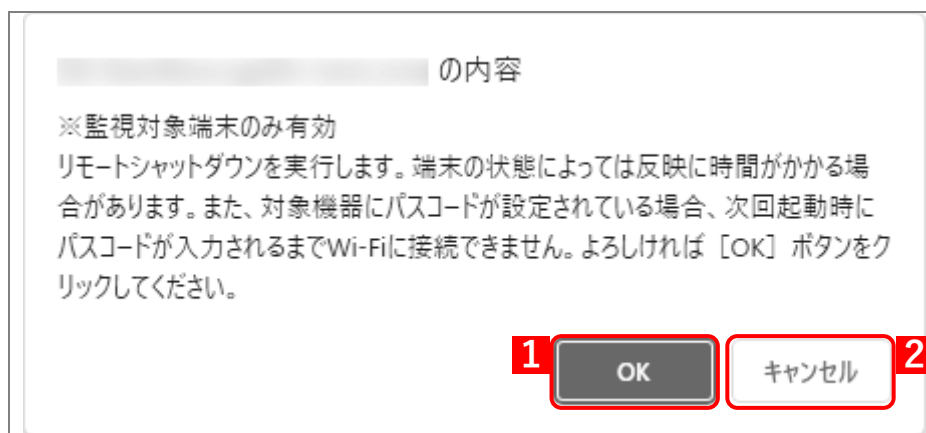 の内容
※監視対象端末のみ有効
リモートシャットダウンを実行します。端末の状態によっては反映に時間がかかる場
合があります。また、対象機器にパスコードが設定されている場合、次回起動時に
パスコードが入力されるまでWi-Fiに接続できません。よろしければ［OK］ボタンをク
リックしてください。
1 OK キャンセル 2